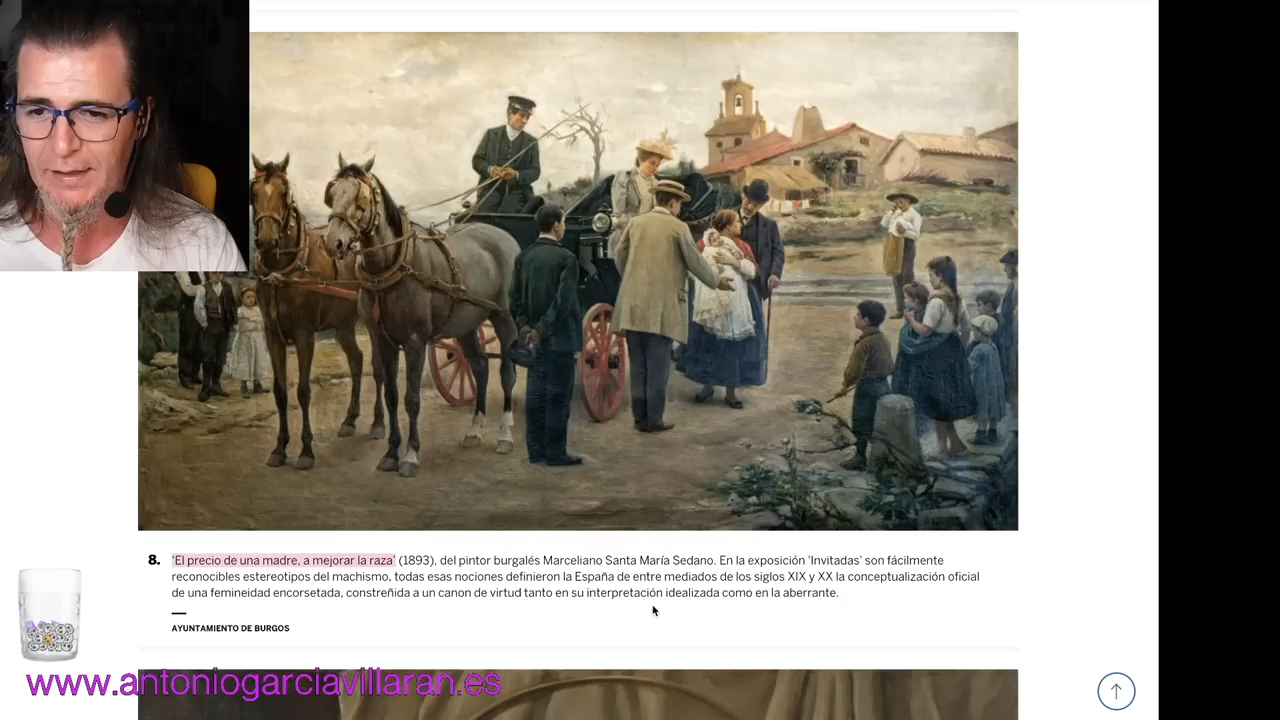 8. 'El precio de una madre, a mejorar la raza' (1893), del pintor burgalés Marceliano Santa María Sedano. En la exposición 'Invitadas' son fácilmente
reconocibles estereotipos del machismo, todas esas nociones definieron la España de entre mediados de los siglos XIX y XX la conceptualización oficial
de una femineidad encorsetada, constreñida a un canon de virtud tanto en su interpretación idealizada como en la aberrante.
AYUNTAMIENTO DE BURGOS
www.antoniogarciavillaran.es